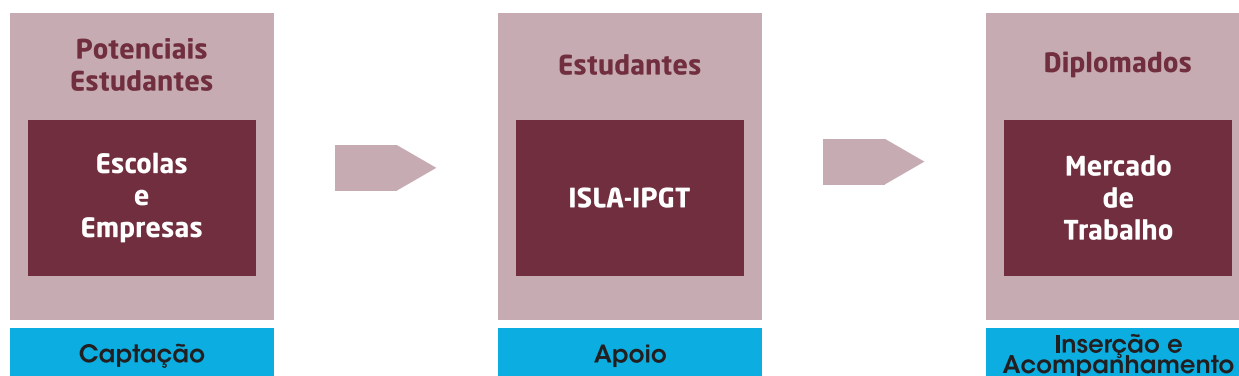 Potenciais
Estudantes
Escolas
e
Empresas
Captação
Estudantes
ISLA-IPGT
Apoio
Diplomados
Mercado
de
Trabalho
Inserção e
Acompanhamento